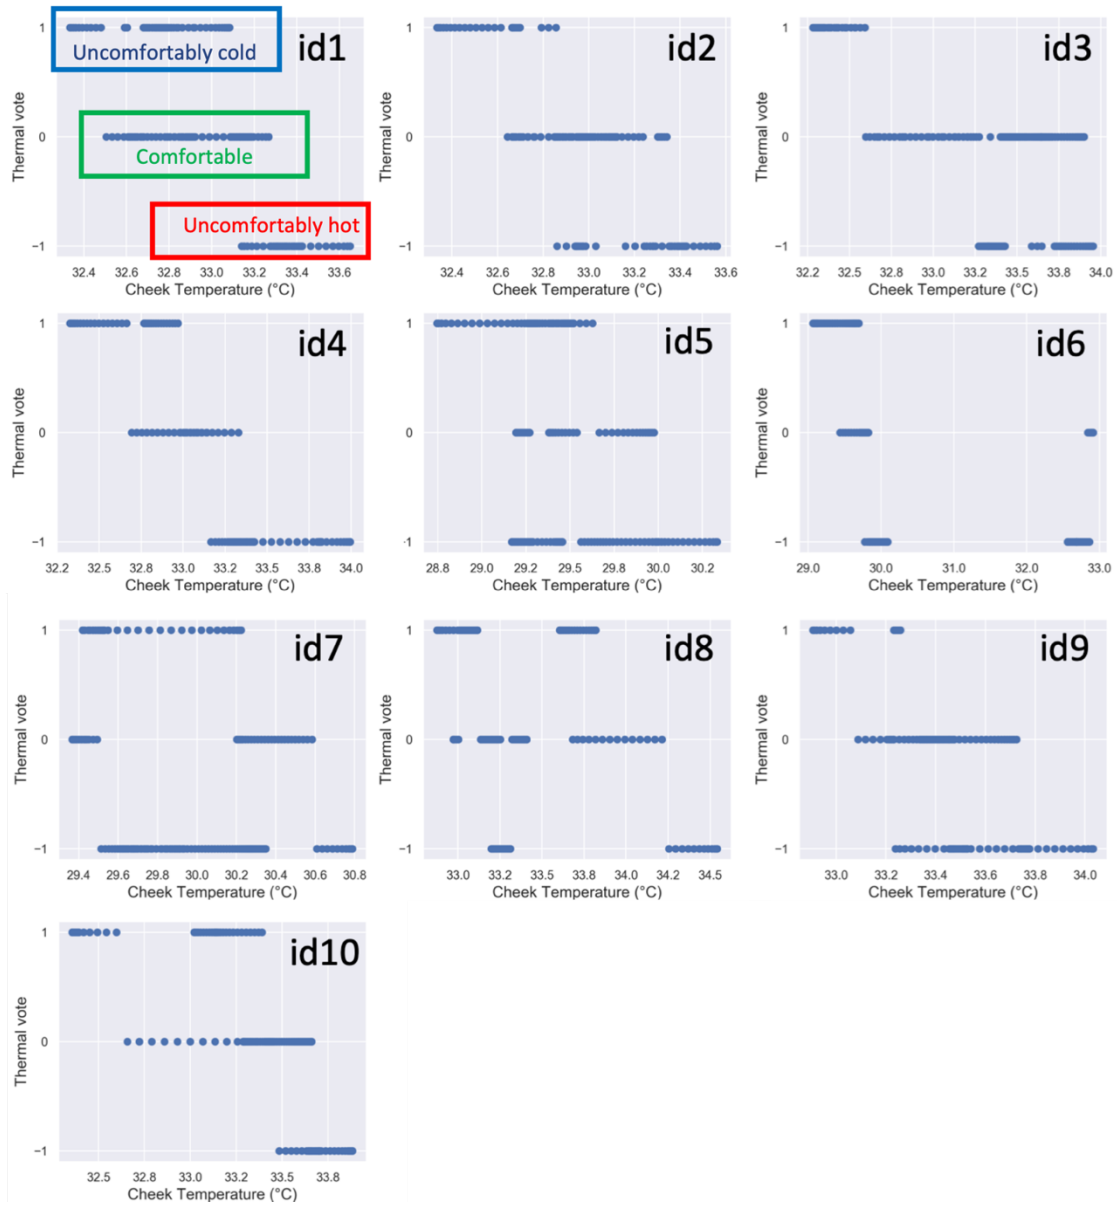 1
Uncomfortably cold
id1
Thermal vote
0
Comfortable
Uncomfortably hot
−1
32.4 32.6 32.8 33.0 33.2 33.4 33.6
Cheek Temperature (°C)
1
id2
Thermal vote
0
−1
32.4 32.6 32.8 33.0 33.2 33.4 33.6
Cheek Temperature (°C)
1
id3
Thermal vote
0
−1
32.2 32.6 32.8 33.0 33.3 33.5 33.8 34.0
Cheek Temperature (°C)
1
id4
Thermal vote
0
−1
32.2 32.5 32.8 33.0 33.3 33.5 33.8 34.0
Cheek Temperature (°C)
1
id5
Thermal vote
0
-1
28.8 29.0 29.2 29.5 29.8 30.0 30.2
Cheek Temperature (°C)
1
id6
Thermal vote
0
−1
29.0 30.0 31.0 32.0 33.0
Cheek Temperature (°C)
1
id7
Thermal vote
0
−1
29.4 29.6 29.8 30.0 30.2 30.4 30.6 30.8
Cheek Temperature (°C)
1
id8
Thermal vote
0
−1
33.0 33.2 33.5 33.8 34.0 34.2 34.5
Cheek Temperature (°C)
1
id9
Thermal vote
0
−1
33.0 33.2 33.4 33.6 33.8 34.0
Cheek Temperature (°C)
1
id10
Thermal vote
0
−1
32.5 32.8 33.0 33.2 33.5 33.8
Cheek Temperature (°C)